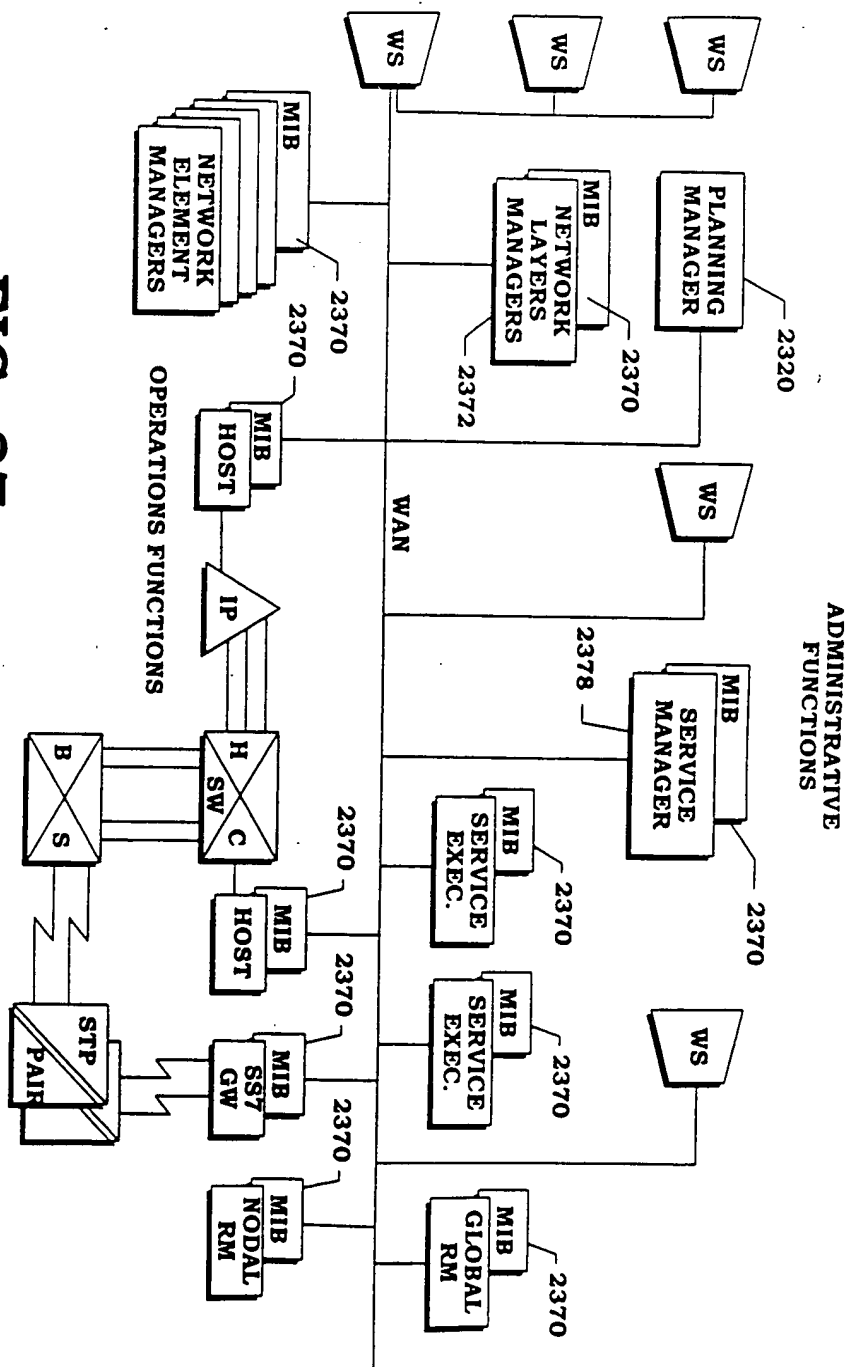 ADMINISTRATIVE
FUNCTIONS
2320
PLANNING
MANAGER
WS
WS
WS
MIB
NETWORK
LAYERS
MANAGERS
2370
2372
WS
MIB
SERVICE
MANAGER
2370
2378
WS
MIB
SERVICE
EXEC.
2370
MIB
SERVICE
EXEC.
2370
MIB
GLOBAL
RM
2370
WAN
MIB
NETWORK
ELEMENT
MANAGERS
2370
MIB
HOST
2370
IP
H
SW
C
MIB
HOST
2370
MIB
SS7
GW
2370
MIB
NODAL
RM
2370
OPERATIONS FUNCTIONS
B
S
STP
PAIR
FIG.